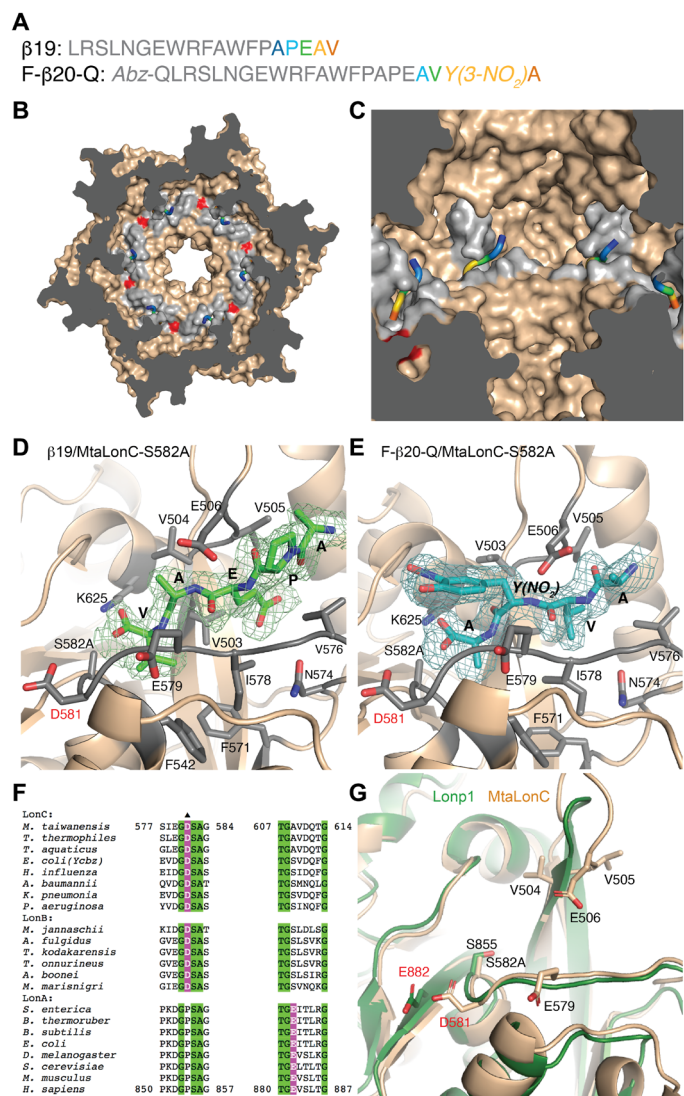 A
β19: LRSLNGEWRFAWFPAPEAV
F-β20-Q: Abz-QLRSLNGEWRFAWFPAPEAVY(3-NO2)A
B
C
D
β19/MtaLonC-S582A
E506
V504
V505
A
E
A
P
K625
V
S582A
V503
V576
E579
I578
N574
D581
F571
F542
E
F-β20-Q/MtaLonC-S582A
E506
V505
V503
Y(NO2)
A
K625
V
A
S582A
V576
E579
I578
N574
D581
F571
F
LonC:
M. taiwanensis 577 SIEGDSAG 584 607 TGAVDQTG 614
T. thermophiles SLEGDSAG TGAVDQTG
T. aquaticus GLEGDSAG TGAVDQTG
E. coli(Ycbz) EVDGDSAS TGSVDQFG
H. influenza EIDGDSAS TGSIDQFG
A. baumannii QVDGDSAT TGSMNQLG
K. pneumonia EVDGDSAS TGSVDQFG
P. aeruginosa YVDGDSAS TGSINQFG
LonB:
M. jannaschii KIDGDSAT TGSLDLSG
A. fulgidus GVEGDSAS TGSLSVKG
T. kodakarensis GVEGDSAS TGSLSVRG
T. onnurineus GVEGDSAS TGSLSVRG
A. boonei GVEGDSAS TGSLSIRG
M. marisnigri GIEGDSAS TGSVNQKG
LonA:
S. enterica PKDGPSAG TGEITLRG
B. thermoruber PKDGPSAG TGEITLRG
B. subtilis PKDGPSAG TGEITLRG
E. coli PKDGPSAG TGEITLRG
D. melanogaster PKDGPSAG TGEVSLKG
S. cerevisiae PKDGPSAG TGELTLTG
M. musculus PKDGPSAG TGEVSLTG
H. sapiens 850 PKDGPSAG 857 880 TGEVSLTG 887
G
Lonp1 MtaLonC
V504
V505
E506
S855
S582A
E882
E579
D581